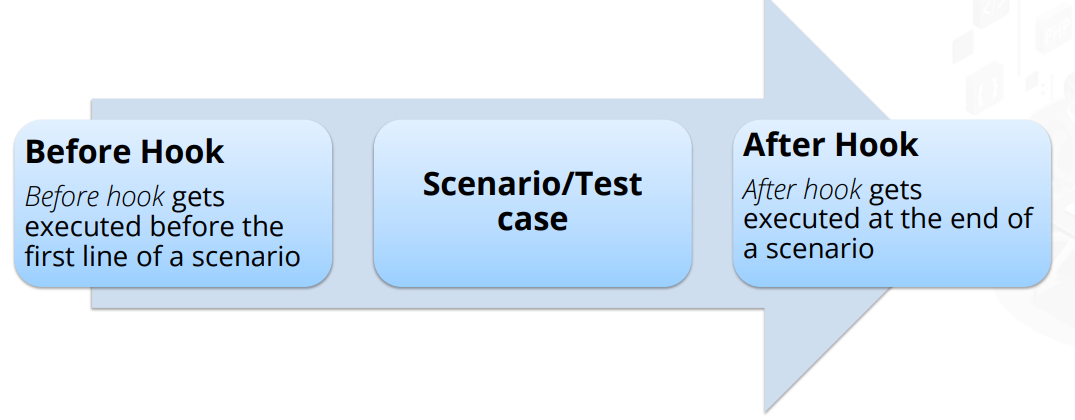 Before Hook
Before hook gets
executed before the
first line of a scenario
Scenario/Test
case
After Hook
After hook gets
executed at the end of
a scenario